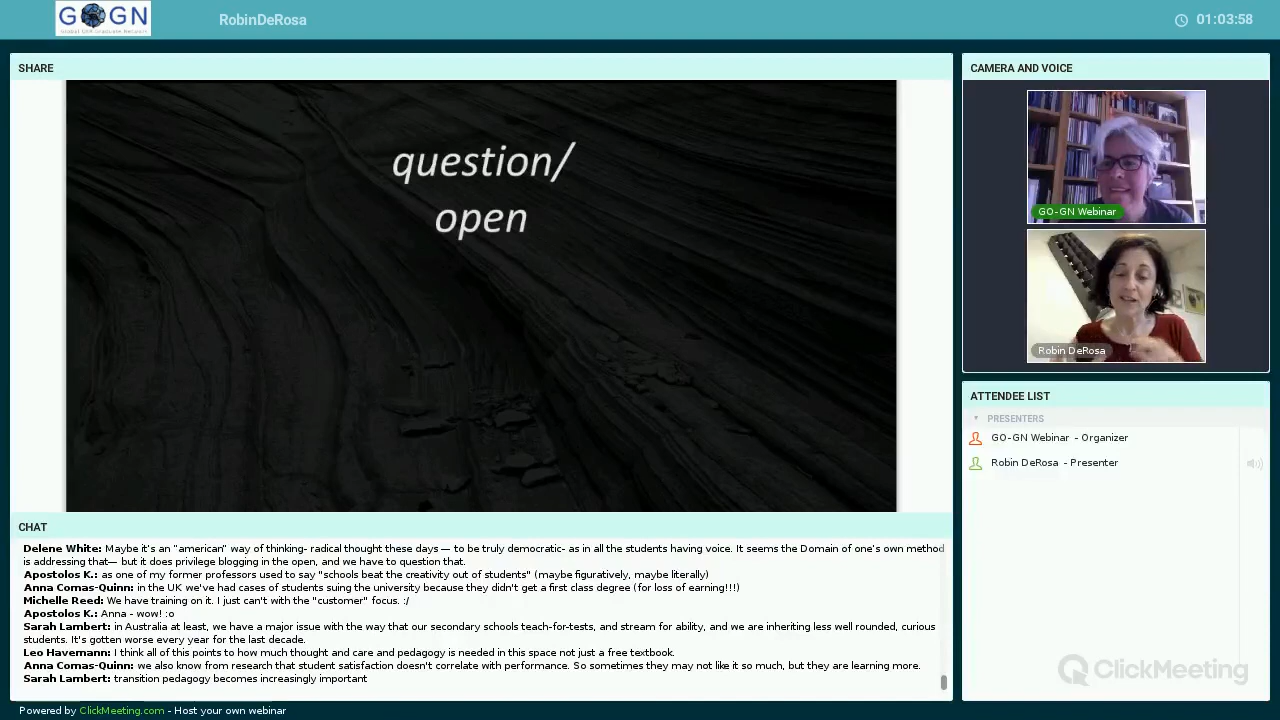 GOGN
Global OER Graduate Network
RobinDeRosa
01:03:58
SHARE
question/
open
CAMERA AND VOICE
GO-GN Webinar
Robin DeRosa
ATTENDEE LIST
PRESENTERS
GO-GN Webinar - Organizer
Robin DeRosa - Presenter
CHAT
Delene White: Maybe it's an "american" way of thinking- radical thought these days — to be truly democratic- as in all the students having voice. It seems the Domain of one's own method
is addressing that— but it does privilege blogging in the open, and we have to question that.
Apostolos K.: as one of my former professors used to say "schools beat the creativity out of students" (maybe figuratively, maybe literally)
Anna Comas-Quinn: in the UK we've had cases of students suing the university because they didn't get a first class degree (for loss of earning!!!)
Michelle Reed: We have training on it. I just can't with the "customer" focus. :/
Apostolos K.: Anna - wow! :o
Sarah Lambert: in Australia at least, we have a major issue with the way that our secondary schools teach-for-tests, and stream for ability, and we are inheriting less well rounded, curious
students. It's gotten worse every year for the last decade.
Leo Havemann: I think all of this points to how much thought and care and pedagogy is needed in this space not just a free textbook.
Anna Comas-Quinn: we also know from research that student satisfaction doesn't correlate with performance. So sometimes they may not like it so much, but they are learning more.
Sarah Lambert: transition pedagogy becomes increasingly important
ClickMeeting
Powered by ClickMeeting.com - Host your own webinar